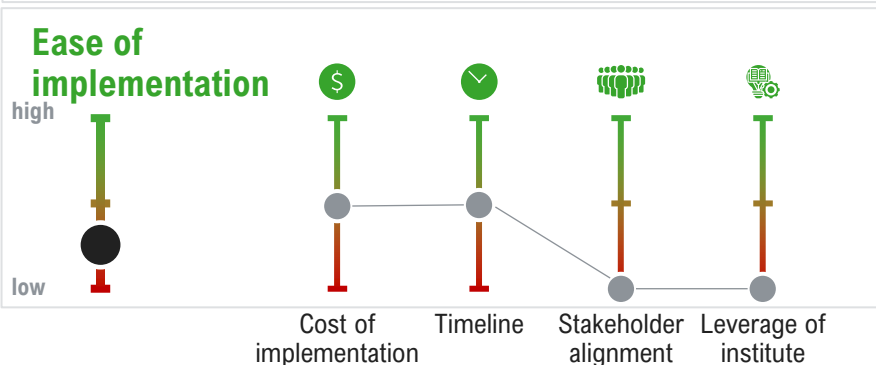 Ease of
implementation
$
high
low
Cost of
implementation
Timeline
Stakeholder
alignment
Leverage of
institute